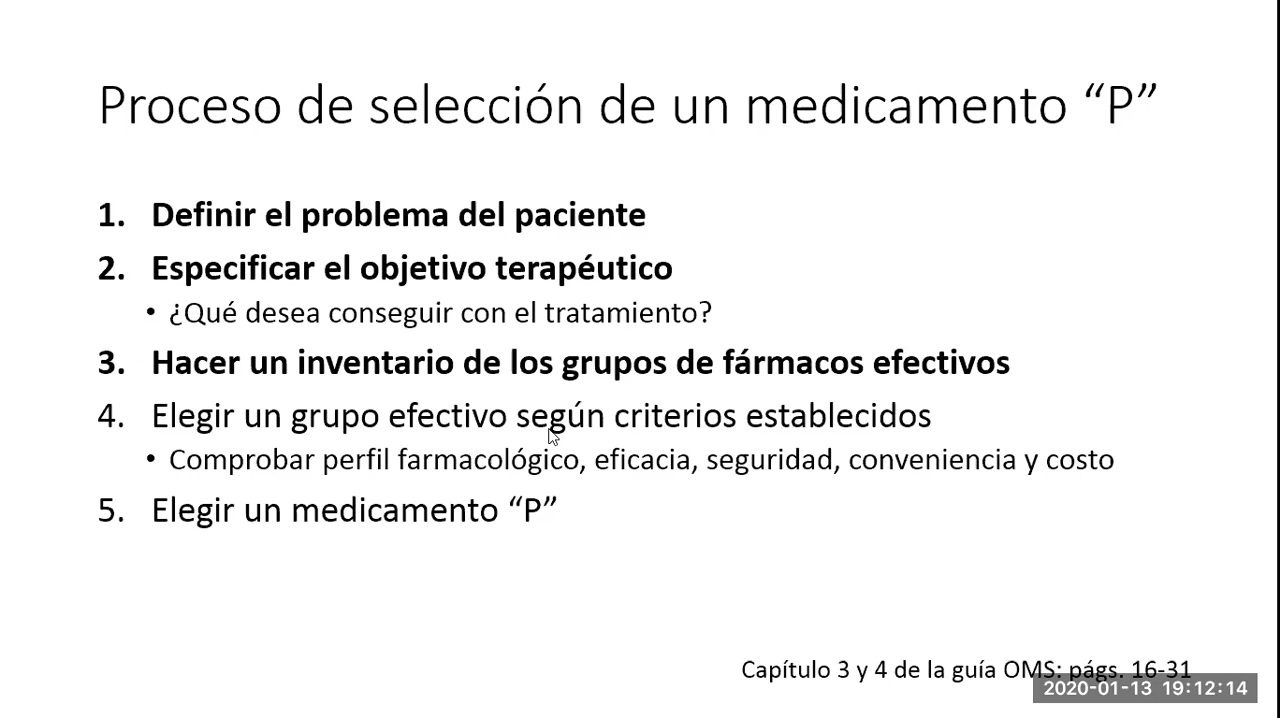 Proceso de selección de un medicamento “P”
1. Definir el problema del paciente
2. Especificar el objetivo terapéutico
• ¿Qué desea conseguir con el tratamiento?
3. Hacer un inventario de los grupos de fármacos efectivos
4. Elegir un grupo efectivo según criterios establecidos
• Comprobar perfil farmacológico, eficacia, seguridad, conveniencia y costo
5. Elegir un medicamento “P”
Capítulo 3 y 4 de la guía OMS: págs. 16-31
2020-01-13 19:12:14